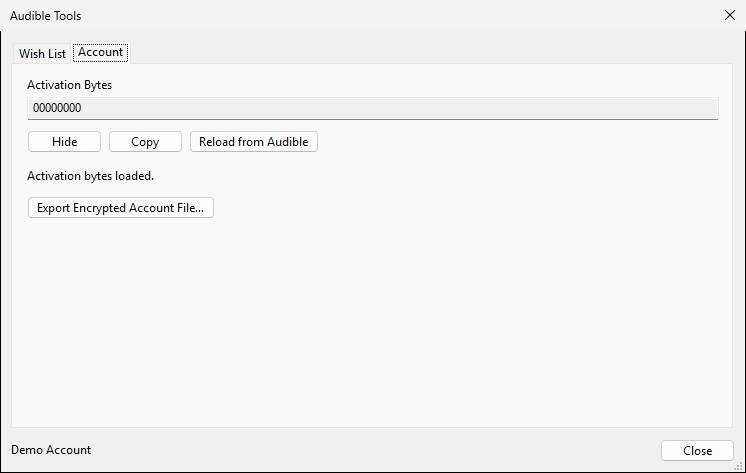 Audible Tools
Wish List Account
Activation Bytes
00000000
Hide Copy Reload from Audible
Activation bytes loaded.
Export Encrypted Account File...
Demo Account Close